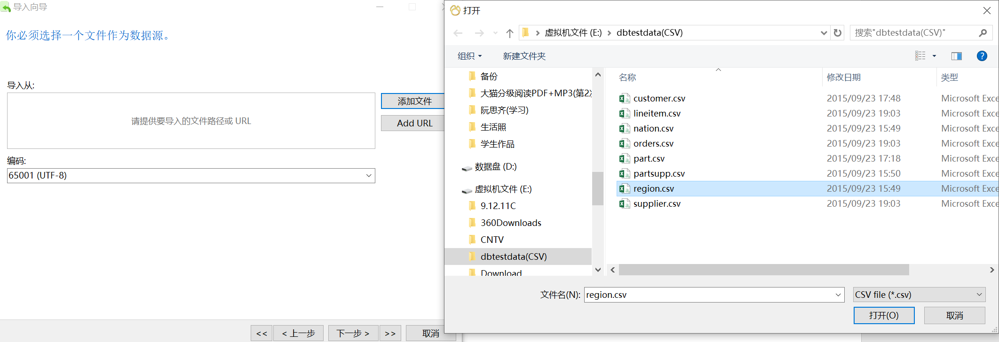 导入向导
你必须选择一个文件作为数据源。
导入从:
请提供要导入的文件路径或 URL
添加文件
Add URL
编码:
65001 (UTF-8)
<<
< 上一步
下一步 >
>>
取消
打开
虚拟机文件 (E:) > dbtestdata(CSV)
搜索"dbtestdata(CSV)"
组织
新建文件夹
备份
大猫分级阅读PDF+MP3(第2
阮思齐(学习)
生活照
学生作品
数据盘 (D:)
虚拟机文件 (E:)
9.12.11C
360Downloads
CNTV
dbtestdata(CSV)
Download
名称 修改日期 类型
customer.csv 2015/09/23 17:48 Microsoft Exce
lineitem.csv 2015/09/23 19:03 Microsoft Exce
nation.csv 2015/09/23 15:49 Microsoft Exce
orders.csv 2015/09/23 19:03 Microsoft Exce
part.csv 2015/09/23 17:18 Microsoft Exce
partsupp.csv 2015/09/23 15:50 Microsoft Exce
region.csv 2015/09/23 15:49 Microsoft Exce
supplier.csv 2015/09/23 19:03 Microsoft Exce
文件名(N): region.csv
CSV file (*.csv)
打开(O)
取消